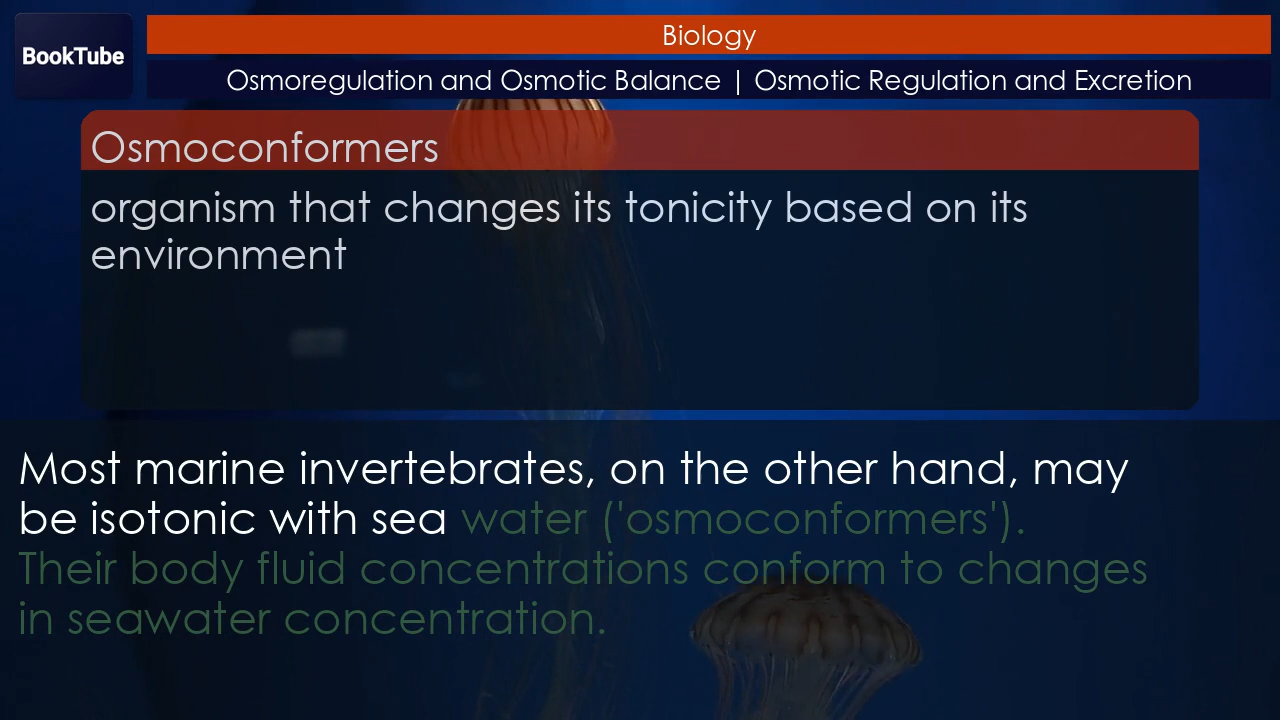 BookTube
Biology
Osmoregulation and Osmotic Balance | Osmotic Regulation and Excretion
Osmoconformers
organism that changes its tonicity based on its
environment
Most marine invertebrates, on the other hand, may
be isotonic with sea water ('osmoconformers').
Their body fluid concentrations conform to changes
in seawater concentration.